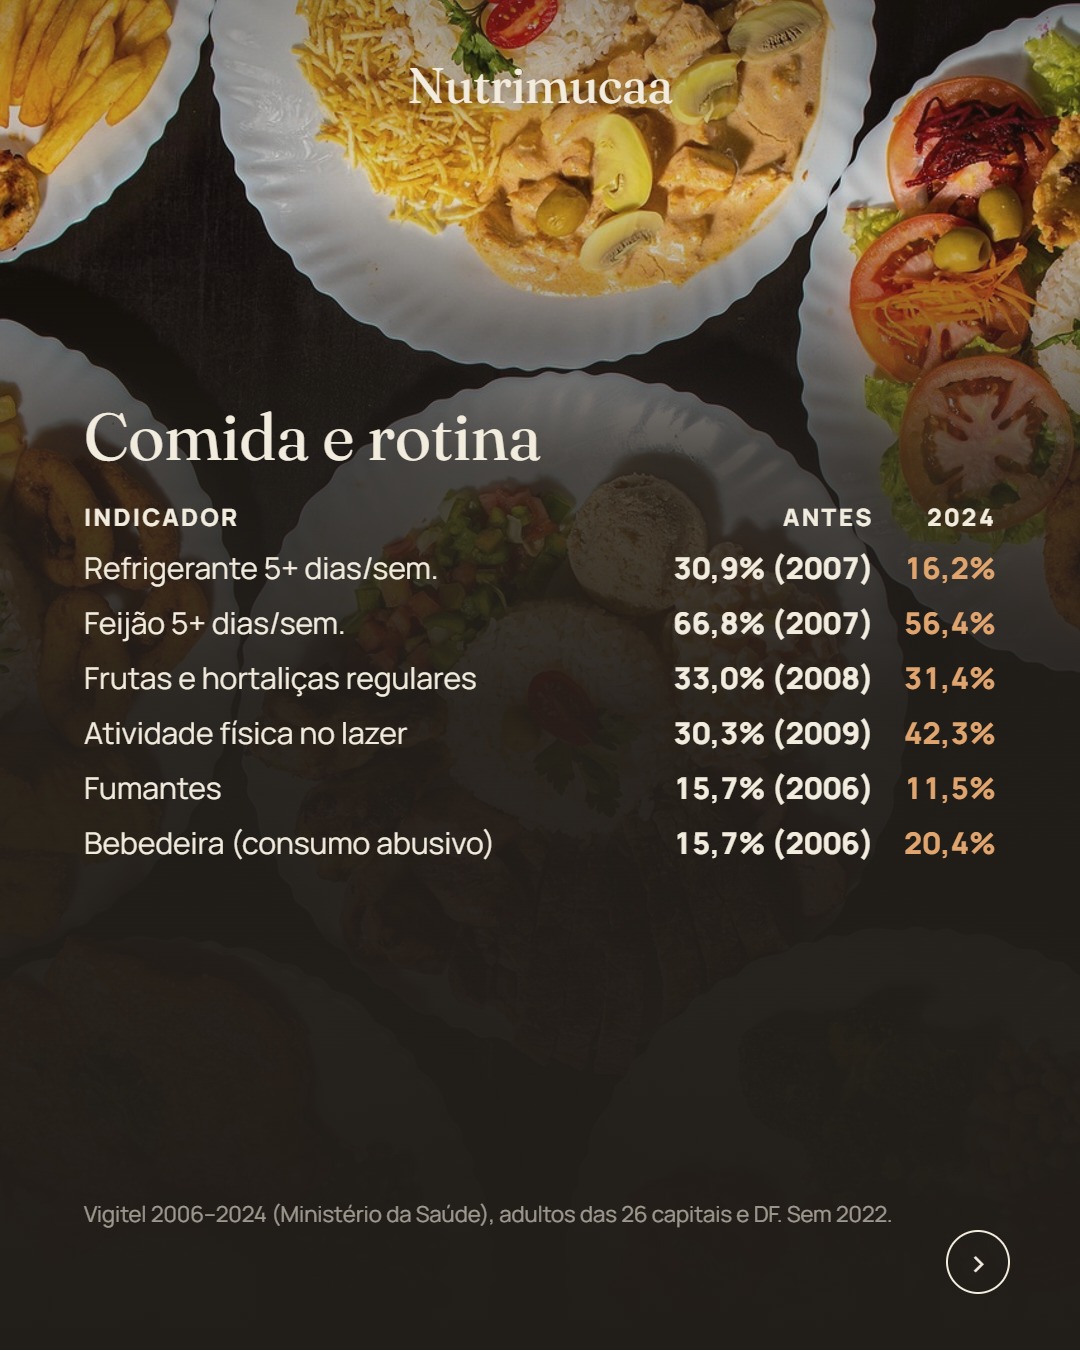 Nutrimucaa
Comida e rotina
INDICADOR ANTES 2024
Refrigerante 5+ dias/sem. 30,9% (2007) 16,2%
Feijão 5+ dias/sem. 66,8% (2007) 56,4%
Frutas e hortaliças regulares 33,0% (2008) 31,4%
Atividade física no lazer 30,3% (2009) 42,3%
Fumantes 15,7% (2006) 11,5%
Bebedeira (consumo abusivo) 15,7% (2006) 20,4%
Vigitel 2006–2024 (Ministério da Saúde), adultos das 26 capitais e DF. Sem 2022.